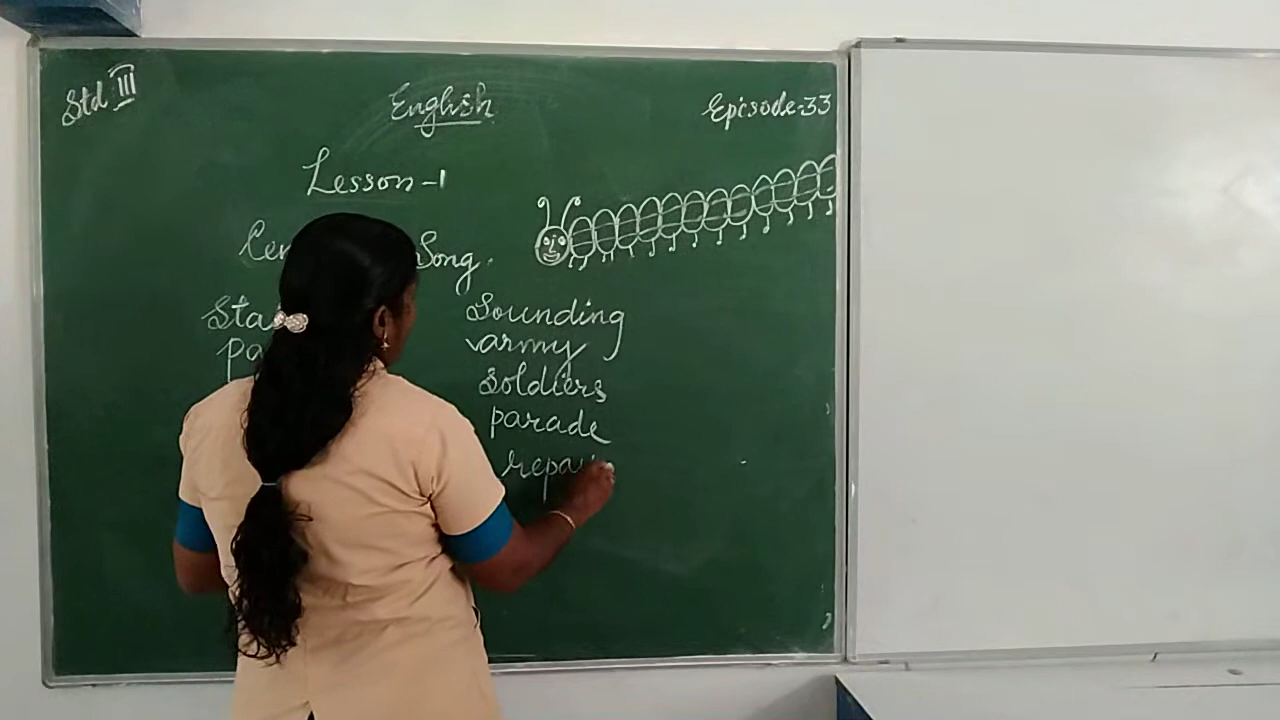 Std III
English
Episode-33
Lesson-1
Song.
Sounding
army
Soldiers
parade